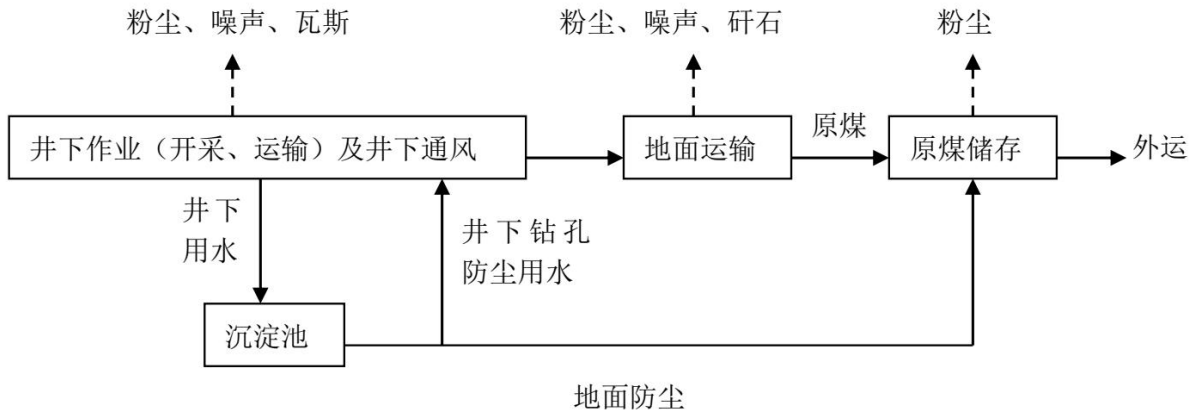 粉尘、噪声、瓦斯
粉尘、噪声、矸石
粉尘
井下作业（开采、运输）及井下通风
地面运输
原煤
原煤储存
外运
井下
用水
井下钻孔
防尘用水
沉淀池
地面防尘